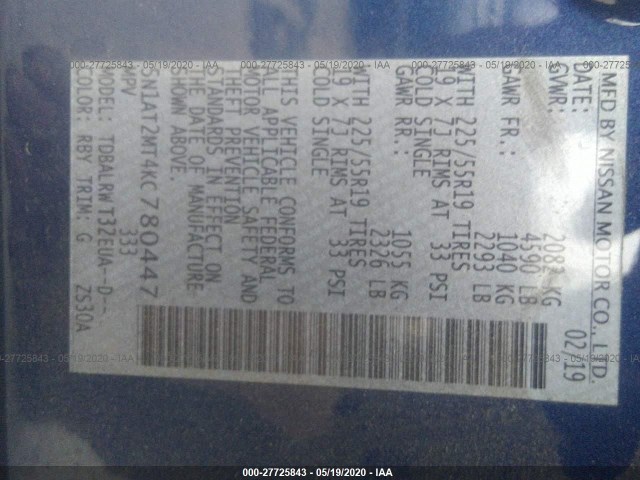 000-27725843 - 05/19/2020 - IAA
MFD BY NISSAN MOTOR CO., LTD.
DATE: 02/19
GVWR: 2082 KG
4590 LB
GAWR FR.: 1040 KG
2293 LB
WITH 225/55R19 TIRES
19 X 7J RIMS AT 33 PSI
COLD SINGLE
GAWR RR.: 1055 KG
2326 LB
WITH 225/55R19 TIRES
19 X 7J RIMS AT 33 PSI
COLD SINGLE
THIS VEHICLE CONFORMS TO
ALL APPLICABLE FEDERAL
MOTOR VEHICLE SAFETY AND
THEFT PREVENTION
STANDARDS IN EFFECT ON
THE DATE OF MANUFACTURE
SHOWN ABOVE.
5N1AT2MT4KC780447
MPV 333
MODEL: TDBALRWT32EUA--D--
COLOR: RBY TRIM: G ZS30A
000-27725843 - 05/19/2020 - IAA